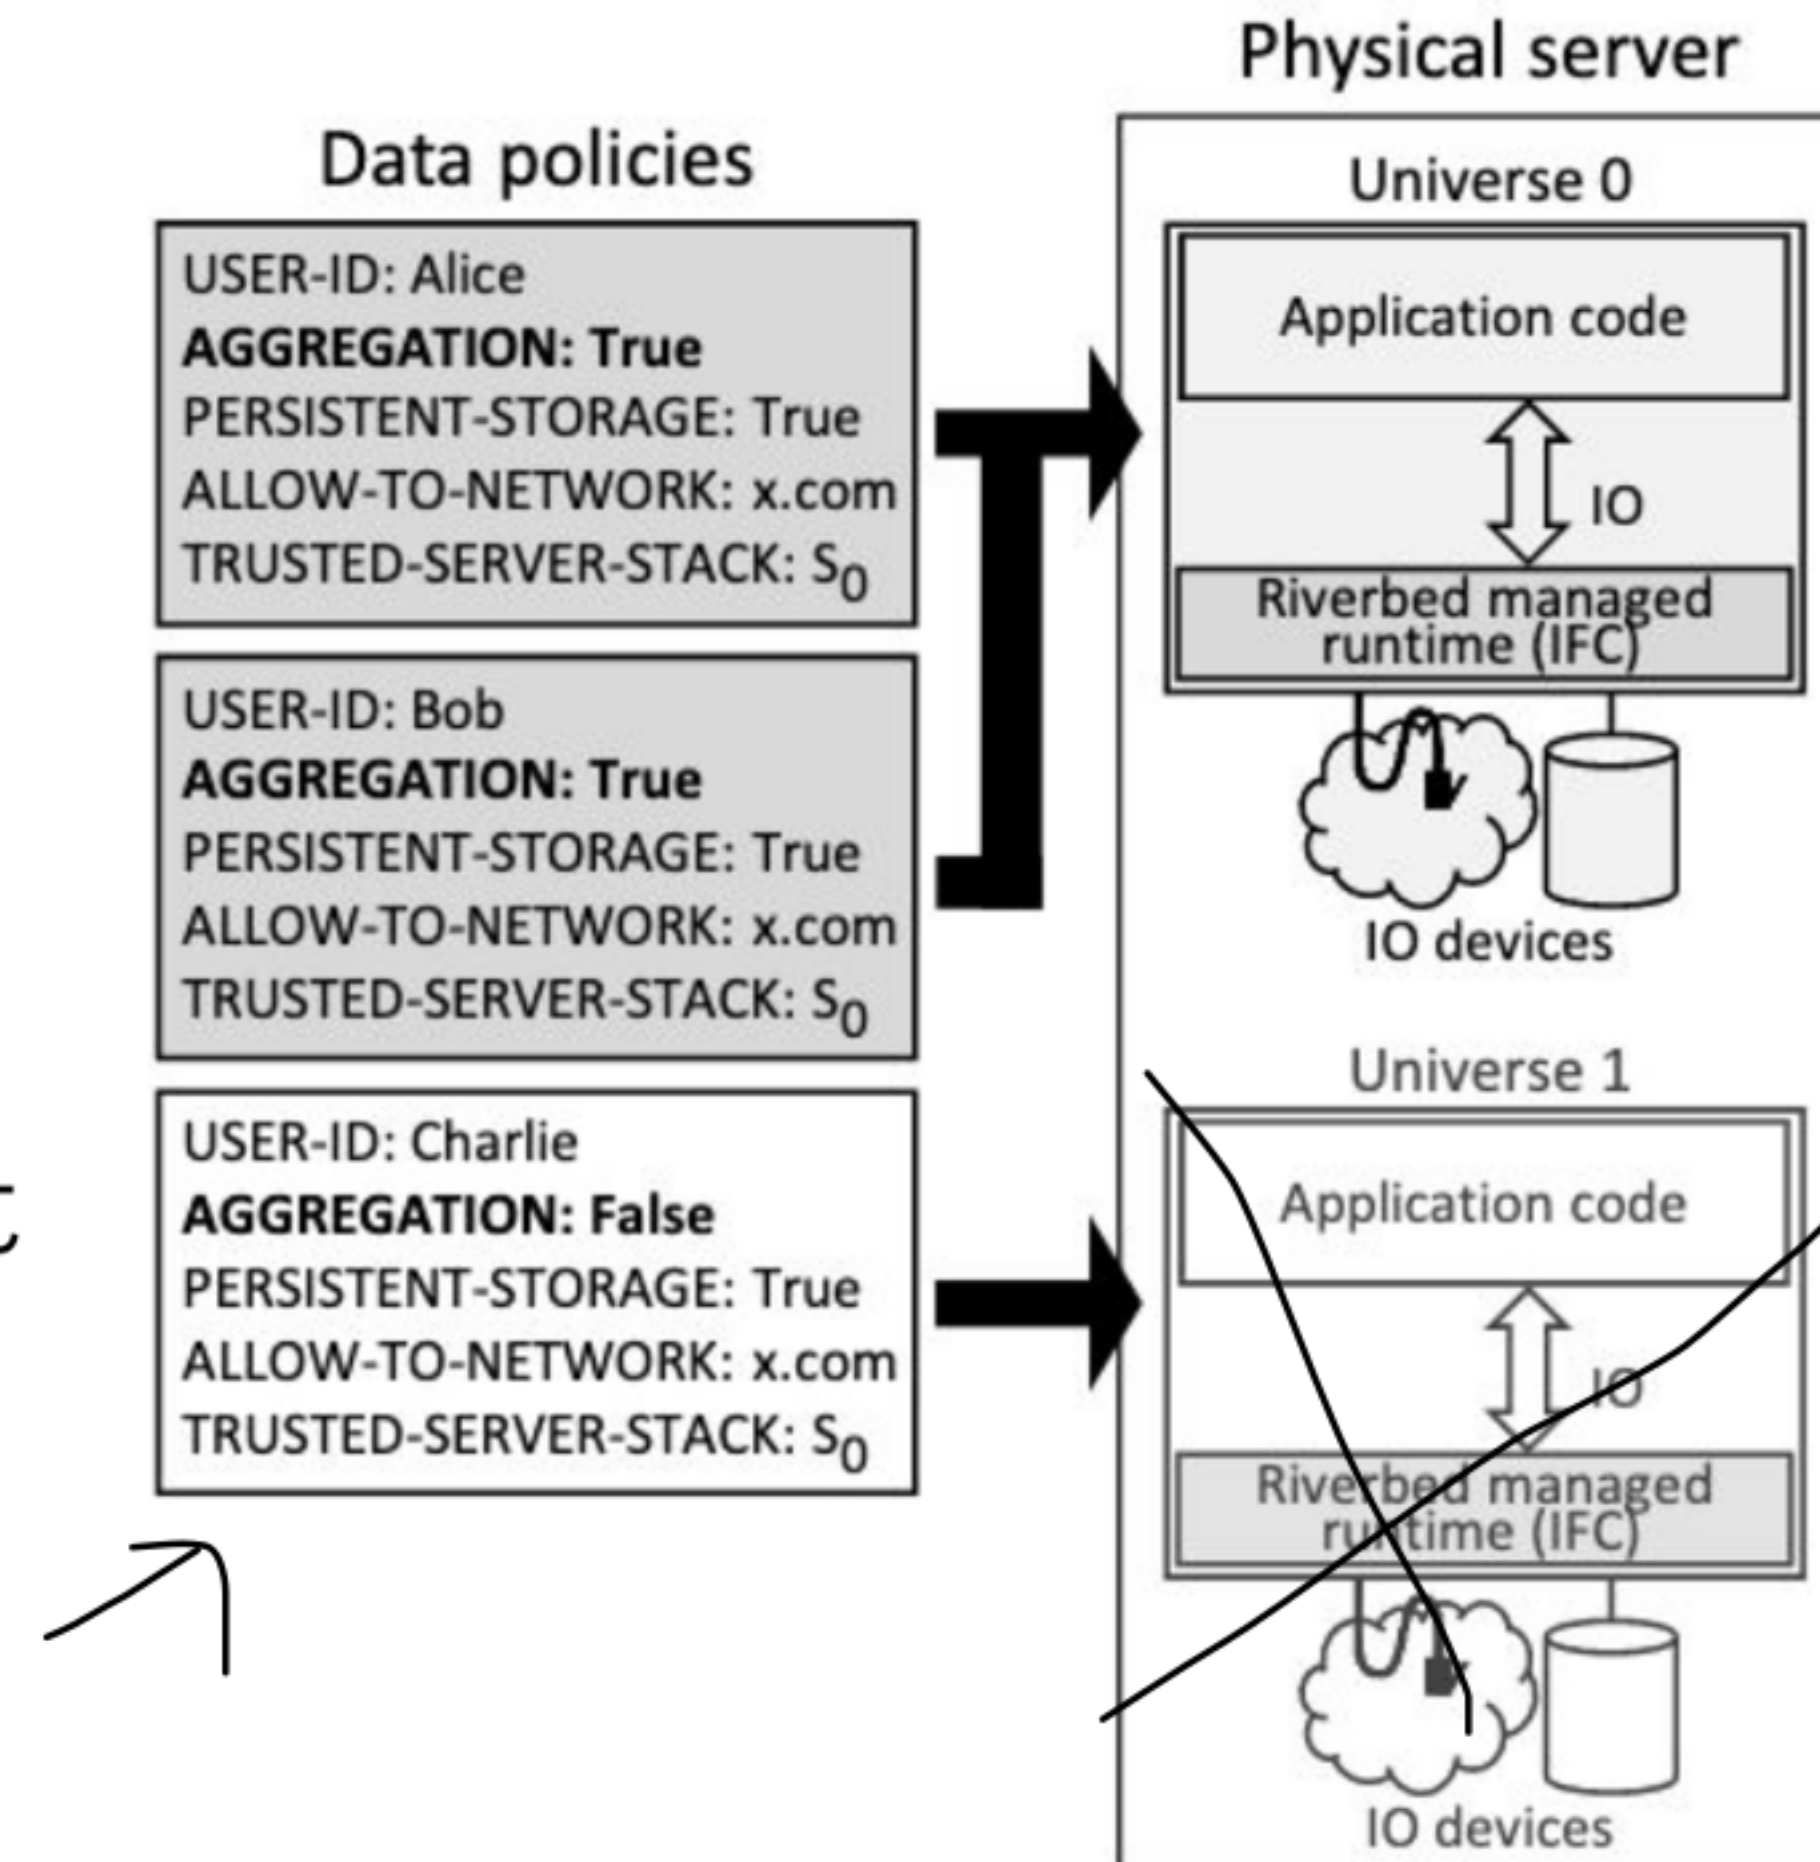 Physical server
Data policies
USER-ID: Alice
AGGREGATION: True
PERSISTENT-STORAGE: True
ALLOW-TO-NETWORK: x.com
TRUSTED-SERVER-STACK: S₀
USER-ID: Bob
AGGREGATION: True
PERSISTENT-STORAGE: True
ALLOW-TO-NETWORK: x.com
TRUSTED-SERVER-STACK: S₀
USER-ID: Charlie
AGGREGATION: False
PERSISTENT-STORAGE: True
ALLOW-TO-NETWORK: x.com
TRUSTED-SERVER-STACK: S₀
Universe 0
Application code
IO
Riverbed managed
runtime (IFC)
IO devices
Universe 1
Application code
IO
Riverbed managed
runtime (IFC)
IO devices